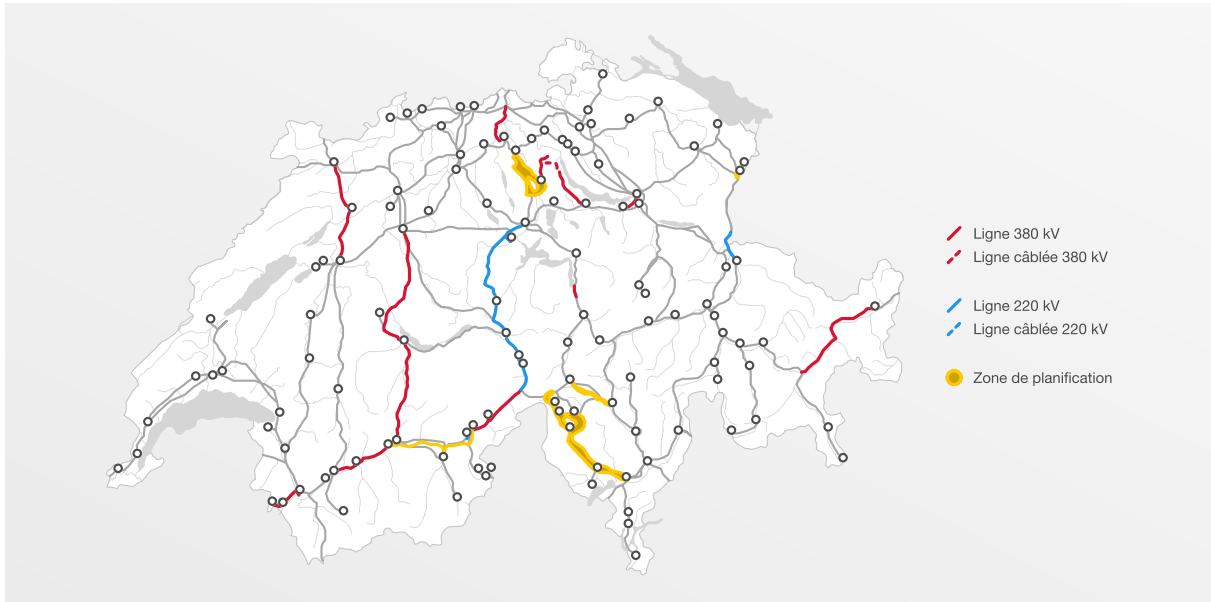 Ligne 380 kV
Ligne câblée 380 kV
Ligne 220 kV
Ligne câblée 220 kV
Zone de planification